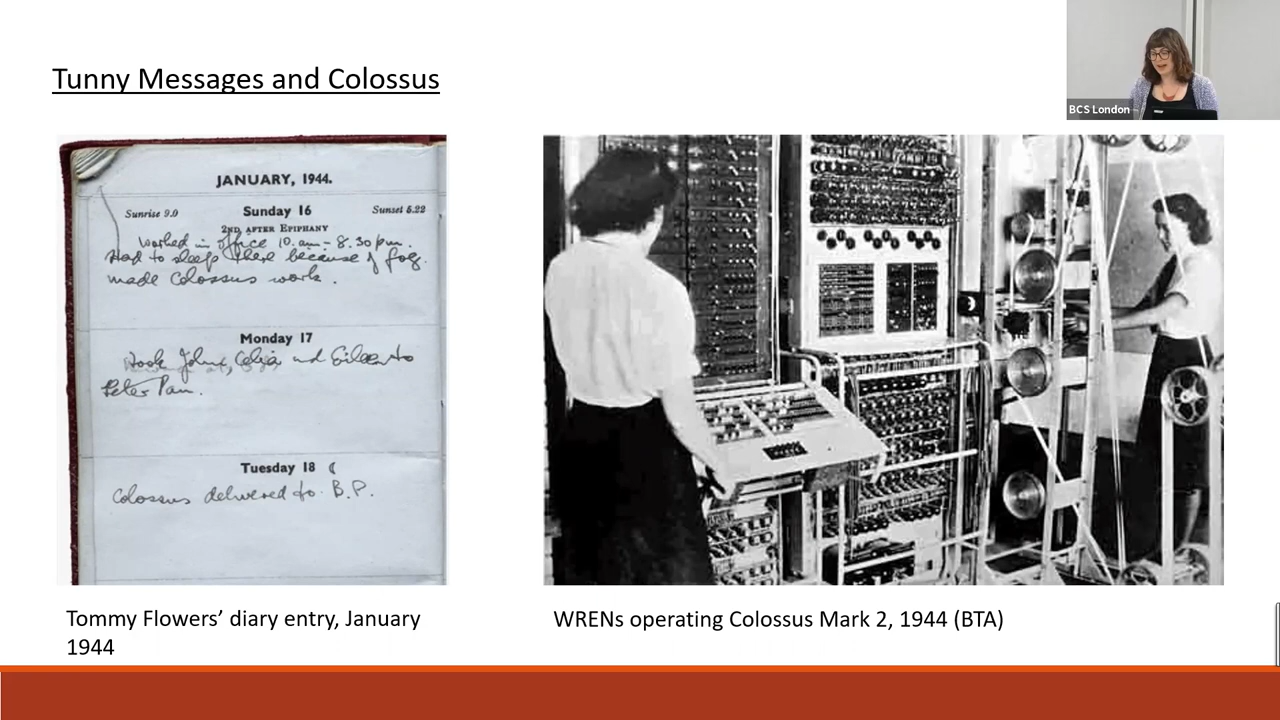 Tunny Messages and Colossus
BCS London
JANUARY, 1944.
Sunrise 9.0 Sunday 16 Sunset 5.22
2ND AFTER EPIPHANY
Worked in office 10. am - 8.30 pm.
Had to sleep there because of fog.
made Colossus work.
Monday 17
Took John, and Eileen to
Peter Pan.
Tuesday 18
Colossus delivered to B.P.
Tommy Flowers’ diary entry, January
1944
WRENs operating Colossus Mark 2, 1944 (BTA)